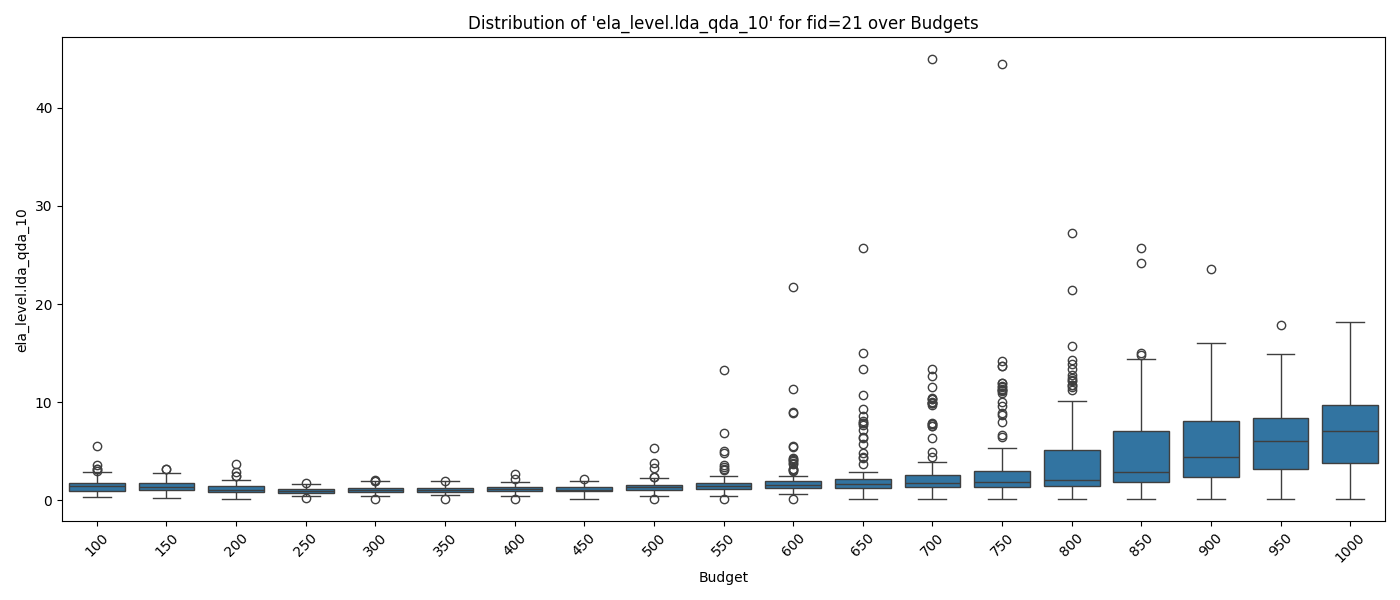 Distribution of 'ela_level.lda_qda_10' for fid=21 over Budgets
ela_level.lda_qda_10
40
30
20
10
0
100 150 200 250 300 350 400 450 500 550 600 650 700 750 800 850 900 950 1000
Budget